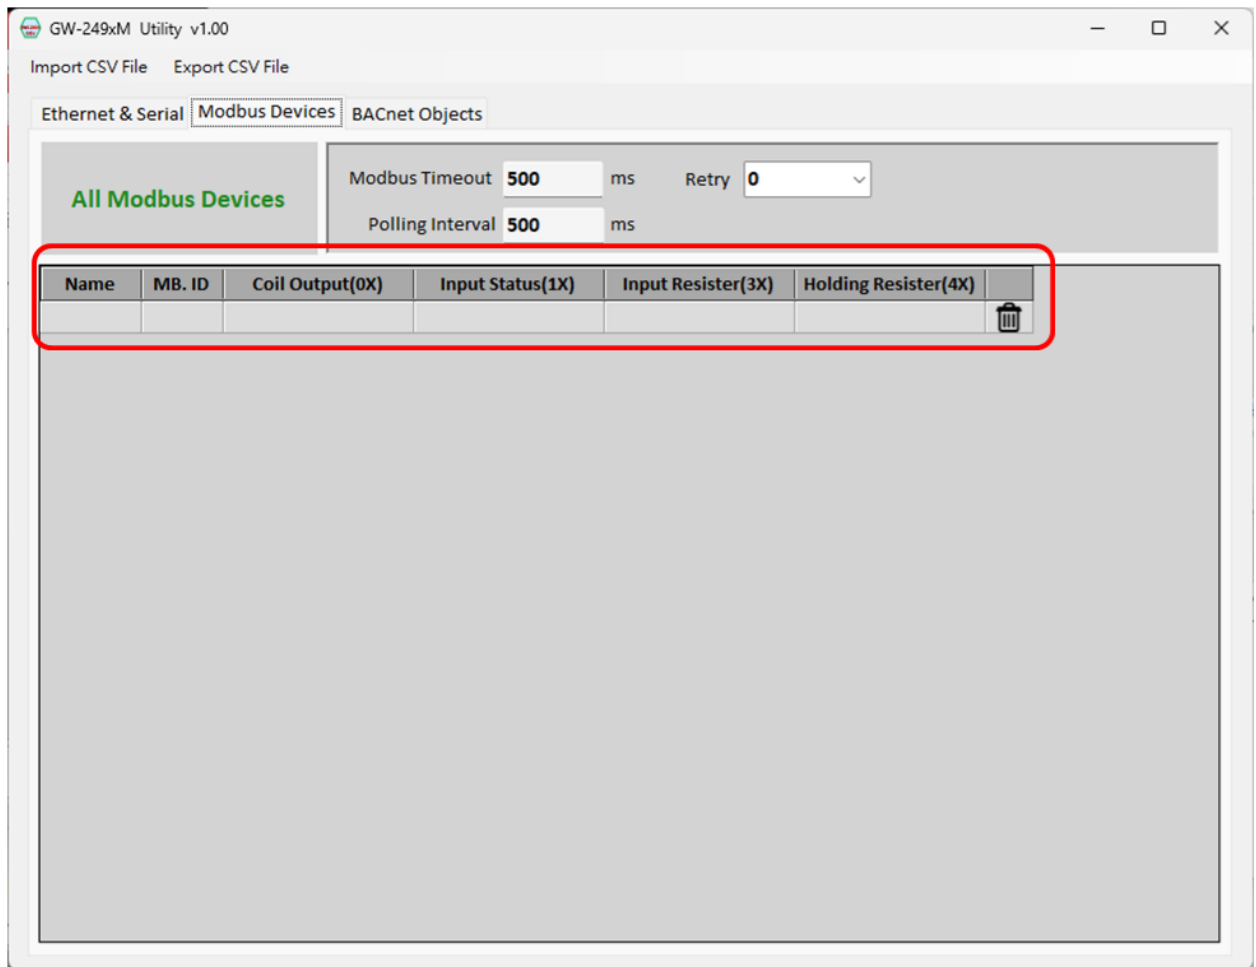 GW-249xM Utility v1.00
Import CSV File Export CSV File
Ethernet & Serial Modbus Devices BACnet Objects
All Modbus Devices
Modbus Timeout 500 ms Retry 0
Polling Interval 500 ms
Name MB. ID Coil Output(0X) Input Status(1X) Input Resister(3X) Holding Resister(4X)